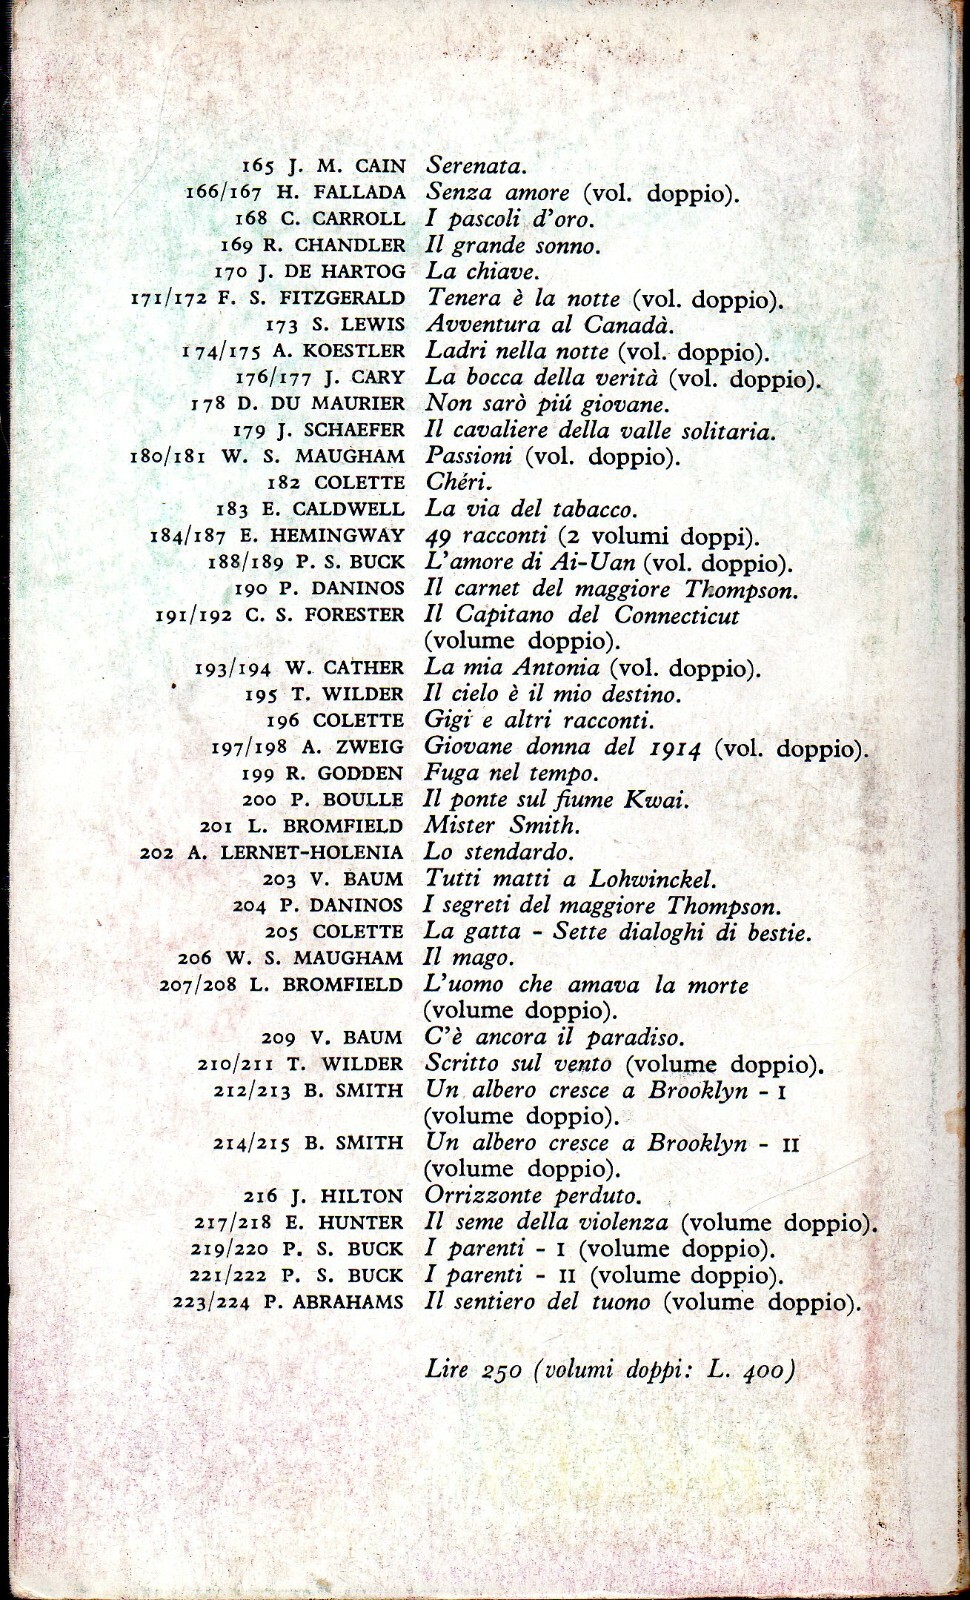 165 J. M. CAIN Serenata.
166/167 H. FALLADA Senza amore (vol. doppio).
168 C. CARROLL I pascoli d'oro.
169 R. CHANDLER Il grande sonno.
170 J. DE HARTOG La chiave.
171/172 F. S. FITZGERALD Tenera è la notte (vol. doppio).
173 S. LEWIS Avventura al Canadà.
174/175 A. KOESTLER Ladri nella notte (vol. doppio).
176/177 J. CARY La bocca della verità (vol. doppio).
178 D. DU MAURIER Non sarò piú giovane.
179 J. SCHAEFER Il cavaliere della valle solitaria.
180/181 W. S. MAUGHAM Passioni (vol. doppio).
182 COLETTE Chéri.
183 E. CALDWELL La via del tabacco.
184/187 E. HEMINGWAY 49 racconti (2 volumi doppi).
188/189 P. S. BUCK L'amore di Ai-Uan (vol. doppio).
190 P. DANINOS Il carnet del maggiore Thompson.
191/192 C. S. FORESTER Il Capitano del Connecticut
(volume doppio).
193/194 W. CATHER La mia Antonia (vol. doppio).
195 T. WILDER Il cielo è il mio destino.
196 COLETTE Gigi e altri racconti.
197/198 A. ZWEIG Giovane donna del 1914 (vol. doppio).
199 R. GODDEN Fuga nel tempo.
200 P. BOULLE Il ponte sul fiume Kwai.
201 L. BROMFIELD Mister Smith.
202 A. LERNET-HOLENIA Lo stendardo.
203 V. BAUM Tutti matti a Lohwinckel.
204 P. DANINOS I segreti del maggiore Thompson.
205 COLETTE La gatta - Sette dialoghi di bestie.
206 W. S. MAUGHAM Il mago.
207/208 L. BROMFIELD L'uomo che amava la morte
(volume doppio).
209 V. BAUM C'è ancora il paradiso.
210/211 T. WILDER Scritto sul vento (volume doppio).
212/213 B. SMITH Un albero cresce a Brooklyn - I
(volume doppio).
214/215 B. SMITH Un albero cresce a Brooklyn - II
(volume doppio).
216 J. HILTON Orrizzonte perduto.
217/218 E. HUNTER Il seme della violenza (volume doppio).
219/220 P. S. BUCK I parenti - I (volume doppio).
221/222 P. S. BUCK I parenti - II (volume doppio).
223/224 P. ABRAHAMS Il sentiero del tuono (volume doppio).
Lire 250 (volumi doppi: L. 400)